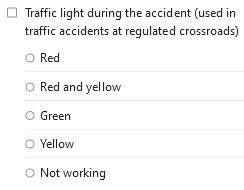 Traffic light during the accident (used in
traffic accidents at regulated crossroads)
Red
Red and yellow
Green
Yellow
Not working